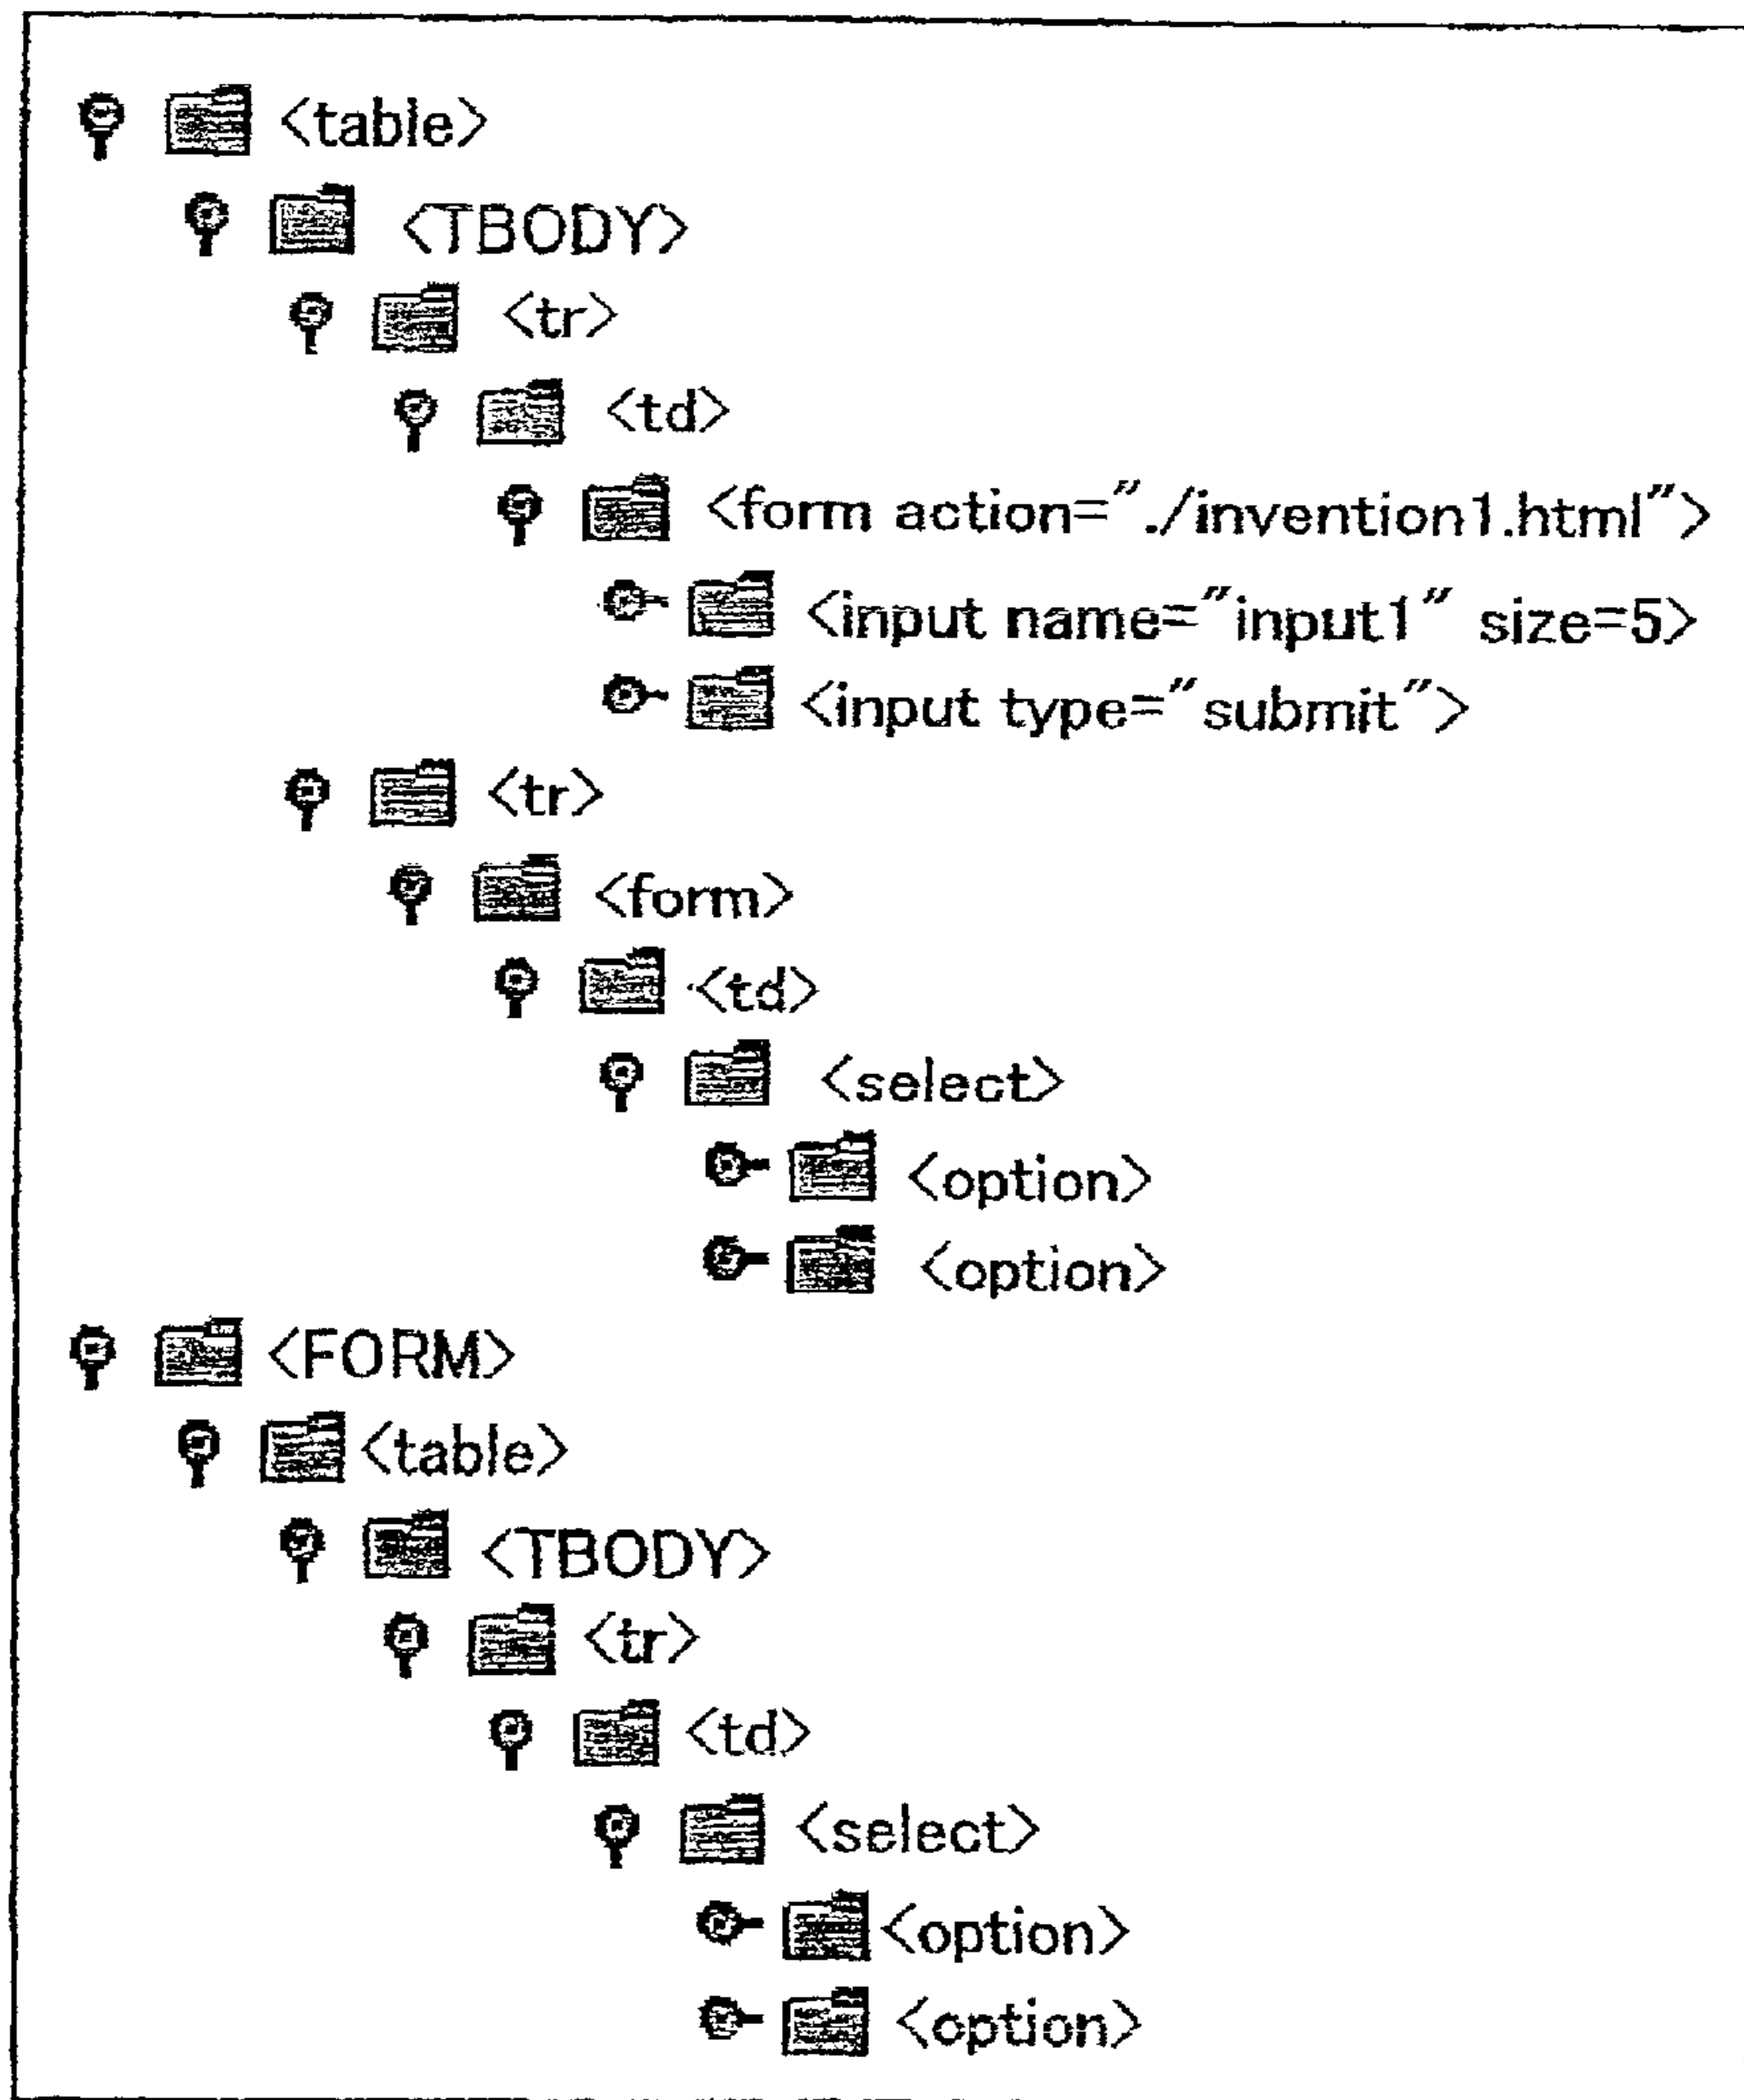 <table>
<TBODY>
<tr>
<td>
<form action="./invention1.html">
<input name="input1" size=5>
<input type="submit">
<tr>
<form>
<td>
<select>
<option>
<option>
<FORM>
<table>
<TBODY>
<tr>
<td>
<select>
<option>
<option>